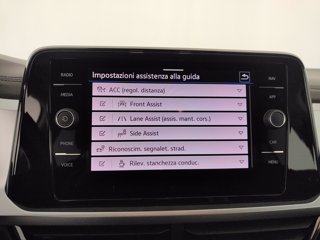 Impostazioni assistenza alla guida
RADIO
MEDIA
PHONE
VOICE
ACC (regol. distanza)
Front Assist
Lane Assist (assis. mant. cors.)
Side Assist
Riconoscim. segnalet. strad.
Rilev. stanchezza conduc.
NAV
APP
CAR
MENU